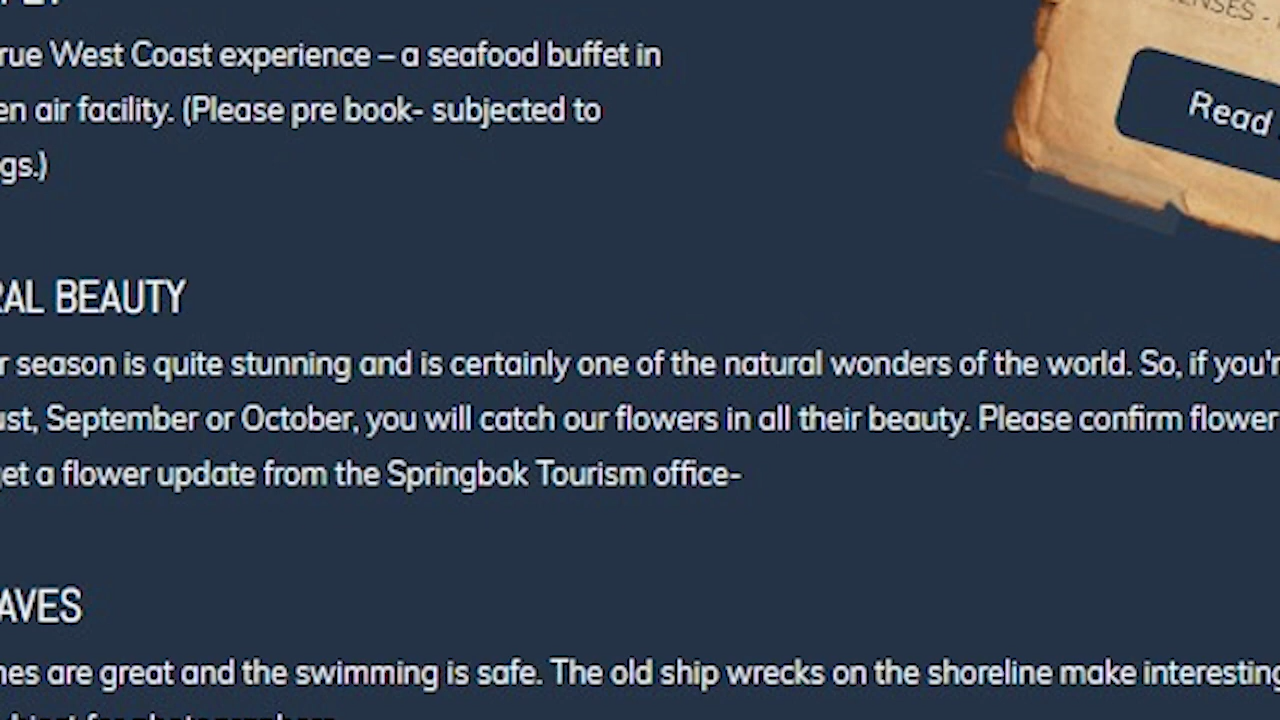 ENSES -
rue West Coast experience – a seafood buffet in
en air facility. (Please pre book- subjected to
Read
gs.)
RAL BEAUTY
r season is quite stunning and is certainly one of the natural wonders of the world. So, if you'r
ust, September or October, you will catch our flowers in all their beauty. Please confirm flower
get a flower update from the Springbok Tourism office-
AVES
hes are great and the swimming is safe. The old ship wrecks on the shoreline make interesting